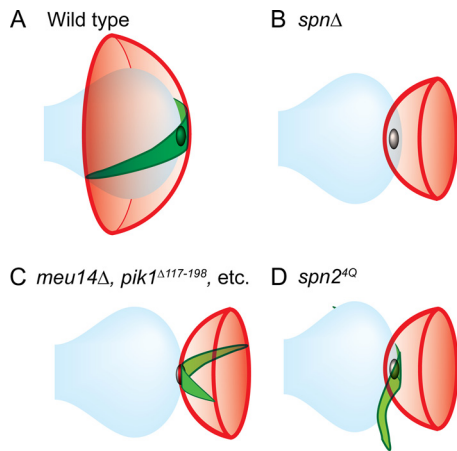 A Wild type
B spnΔ
C meu14Δ, pik1Δ117-198, etc.
D spn24Q